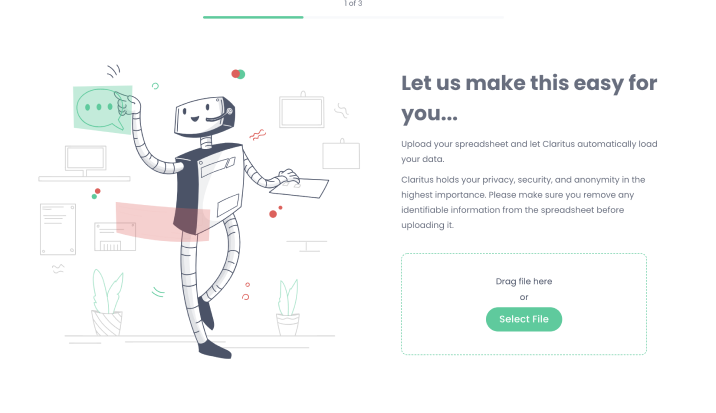 1 of 3
Let us make this easy for
you...
Upload your spreadsheet and let Claritus automatically load
your data.
Claritus holds your privacy, security, and anonymity in the
highest importance. Please make sure you remove any
identifiable information from the spreadsheet before
uploading it.
Drag file here
or
Select File